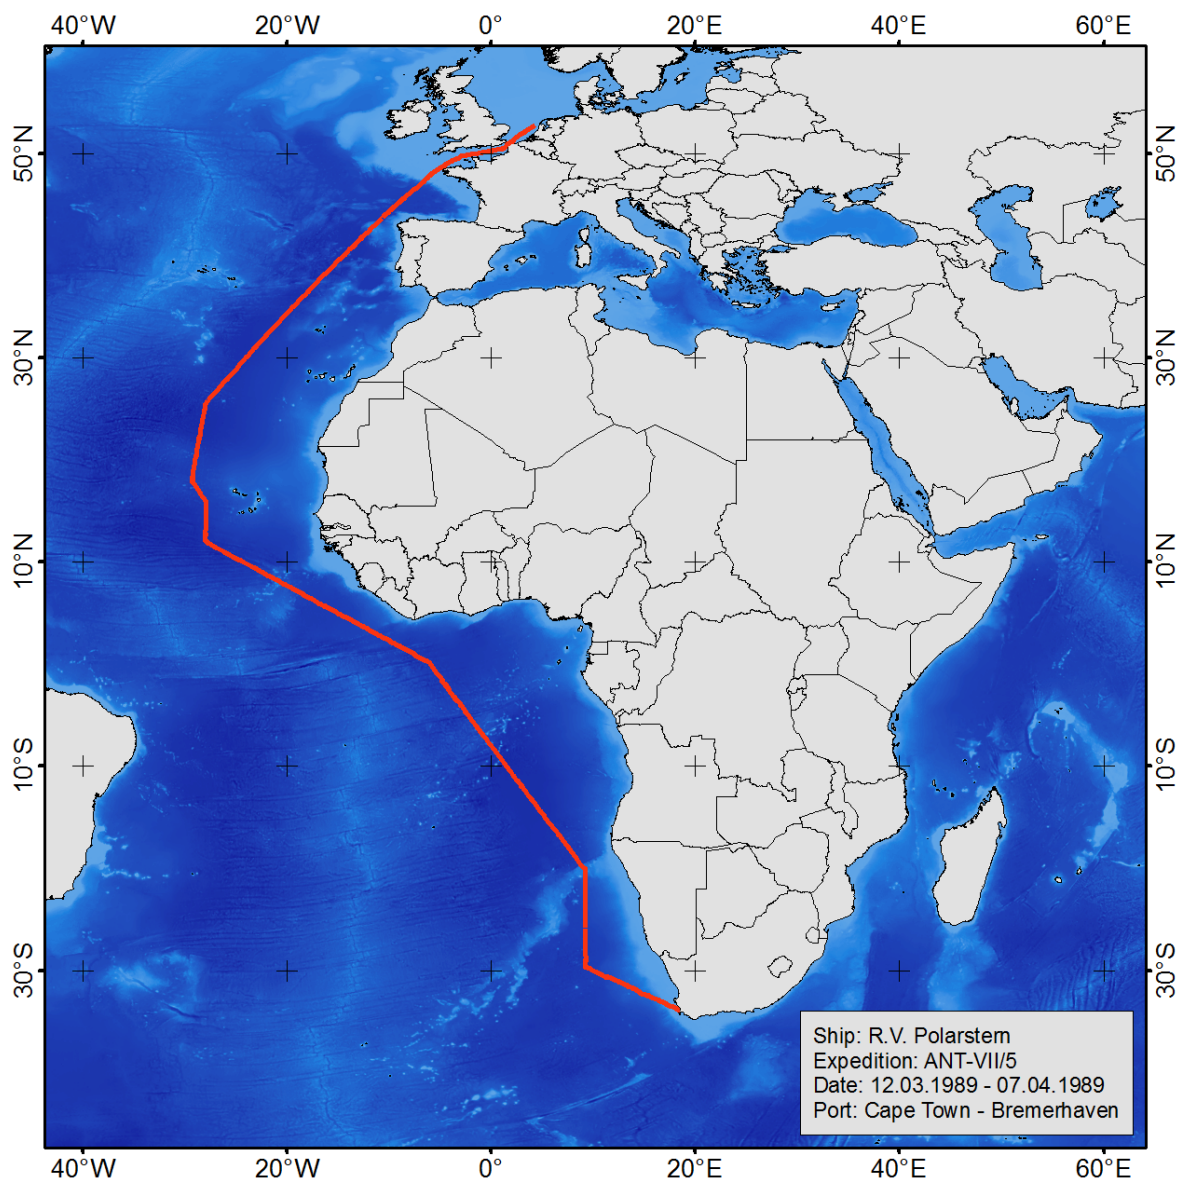 40°W 20°W 0° 20°E 40°E 60°E
50°N 50°N
30°N 30°N
10°N 10°N
10°S 10°S
30°S 30°S
Ship: R.V. Polarstern
Expedition: ANT-VII/5
Date: 12.03.1989 - 07.04.1989
Port: Cape Town - Bremerhaven
40°W 20°W 0° 20°E 40°E 60°E